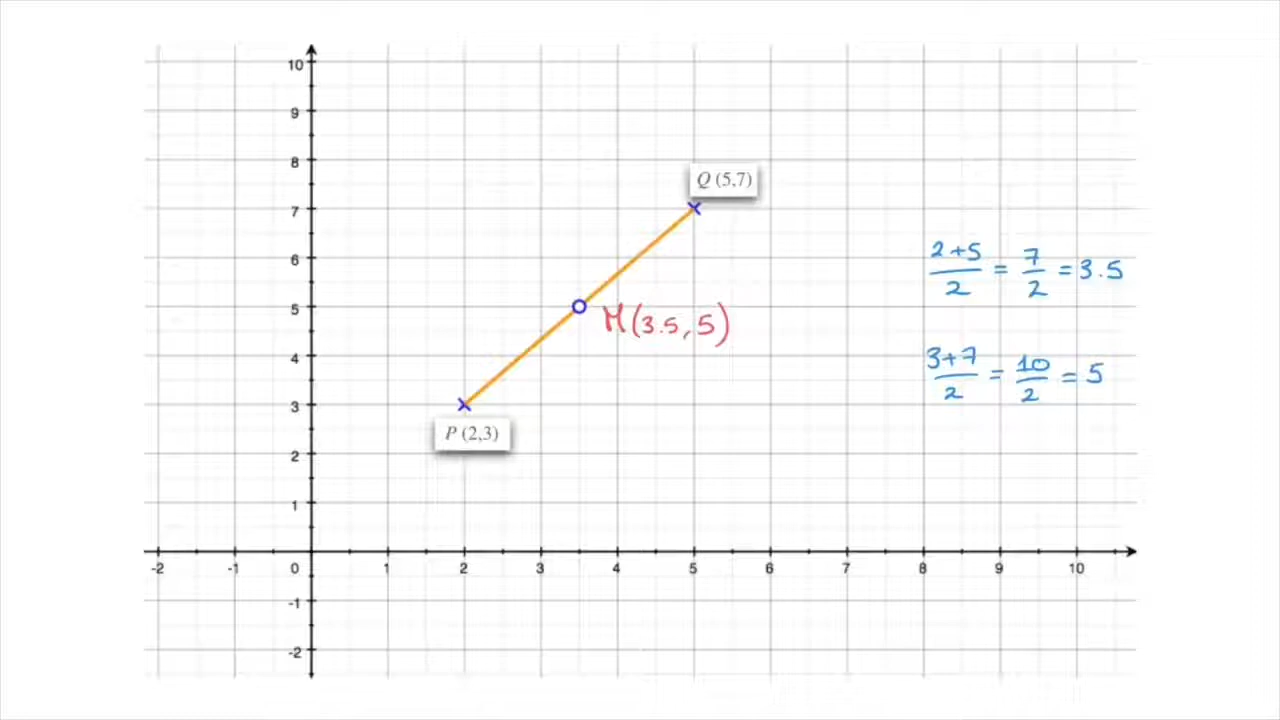 10
9
8
Q (5,7)
7
6
2+5/2 = 7/2 = 3.5
5
M(3.5, 5)
4
3+7/2 = 10/2 = 5
3
P (2,3)
2
1
-2 -1 0 1 2 3 4 5 6 7 8 9 10
-1
-2